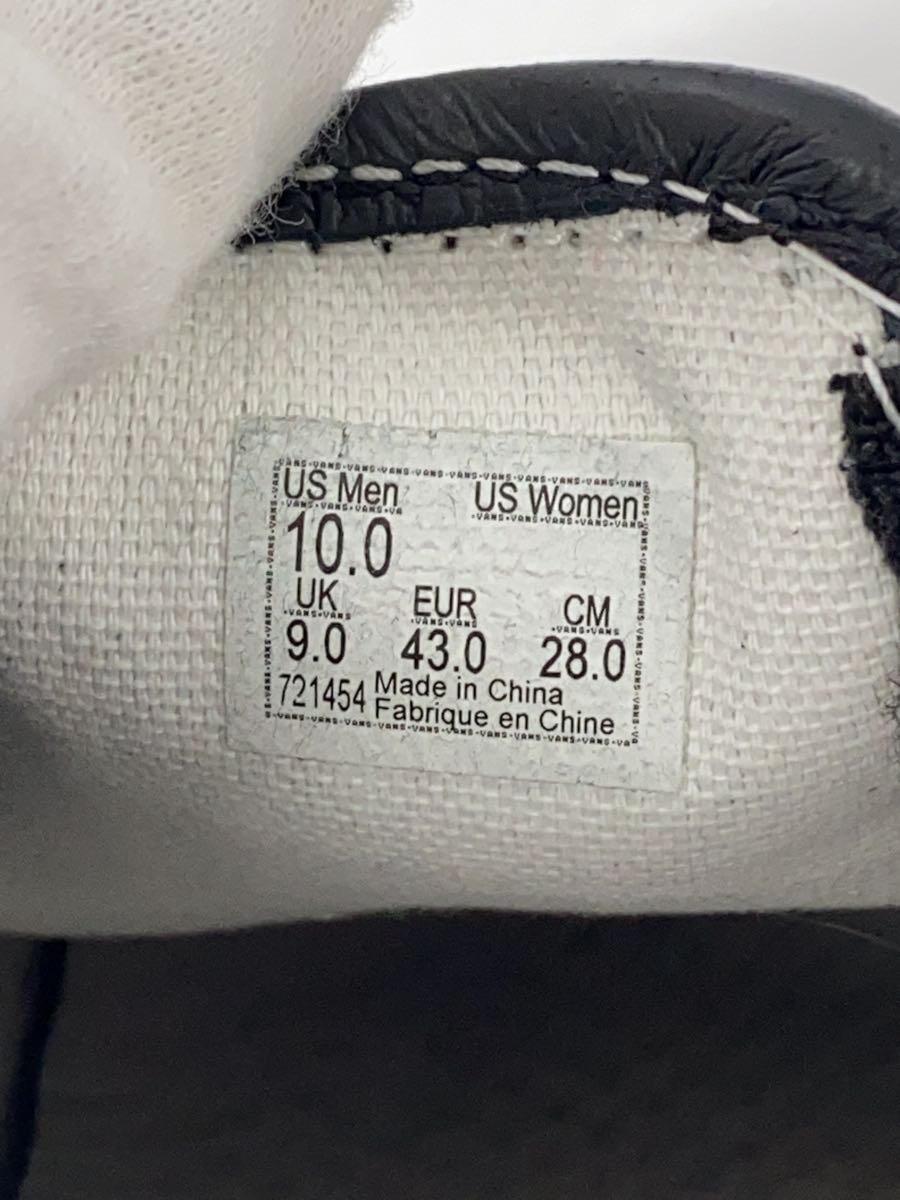 US Men US Women
10.0
UK EUR CM
9.0 43.0 28.0
721454 Made in China
Fabrique en Chine